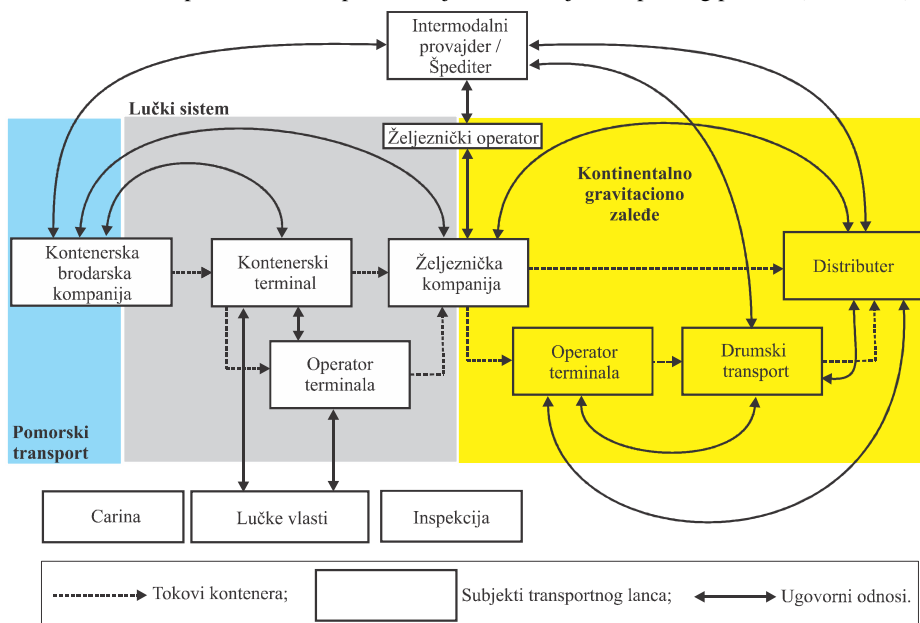 Intermodalni
provajder /
Špediter
Lučki sistem
Željeznički operator
Kontinentalno
gravitaciono
zaleđe
Kontenerska
brodarska
kompanija
Kontenerski
terminal
Željeznička
kompanija
Distributer
Operator
terminala
Operator
terminala
Drumski
transport
Pomorski
transport
Carina
Lučke vlasti
Inspekcija
Tokovi kontenera;
Subjekti transportnog lanca;
Ugovorni odnosi.